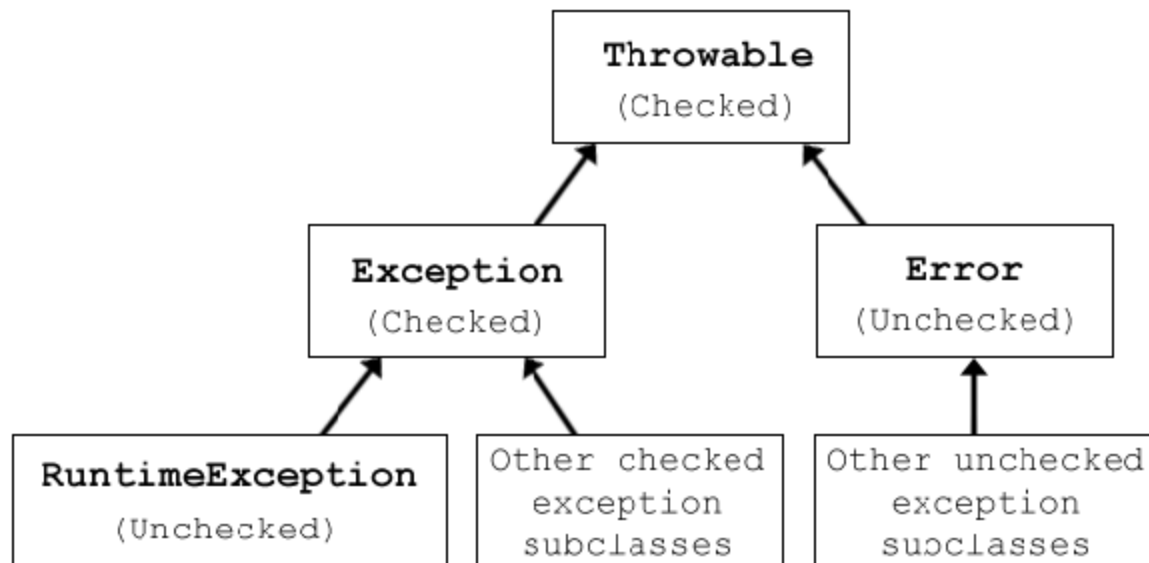 Throwable
(Checked)
Exception
(Checked)
Error
(Unchecked)
RuntimeException
(Unchecked)
Other checked
exception
subclasses
Other unchecked
exception
subclasses